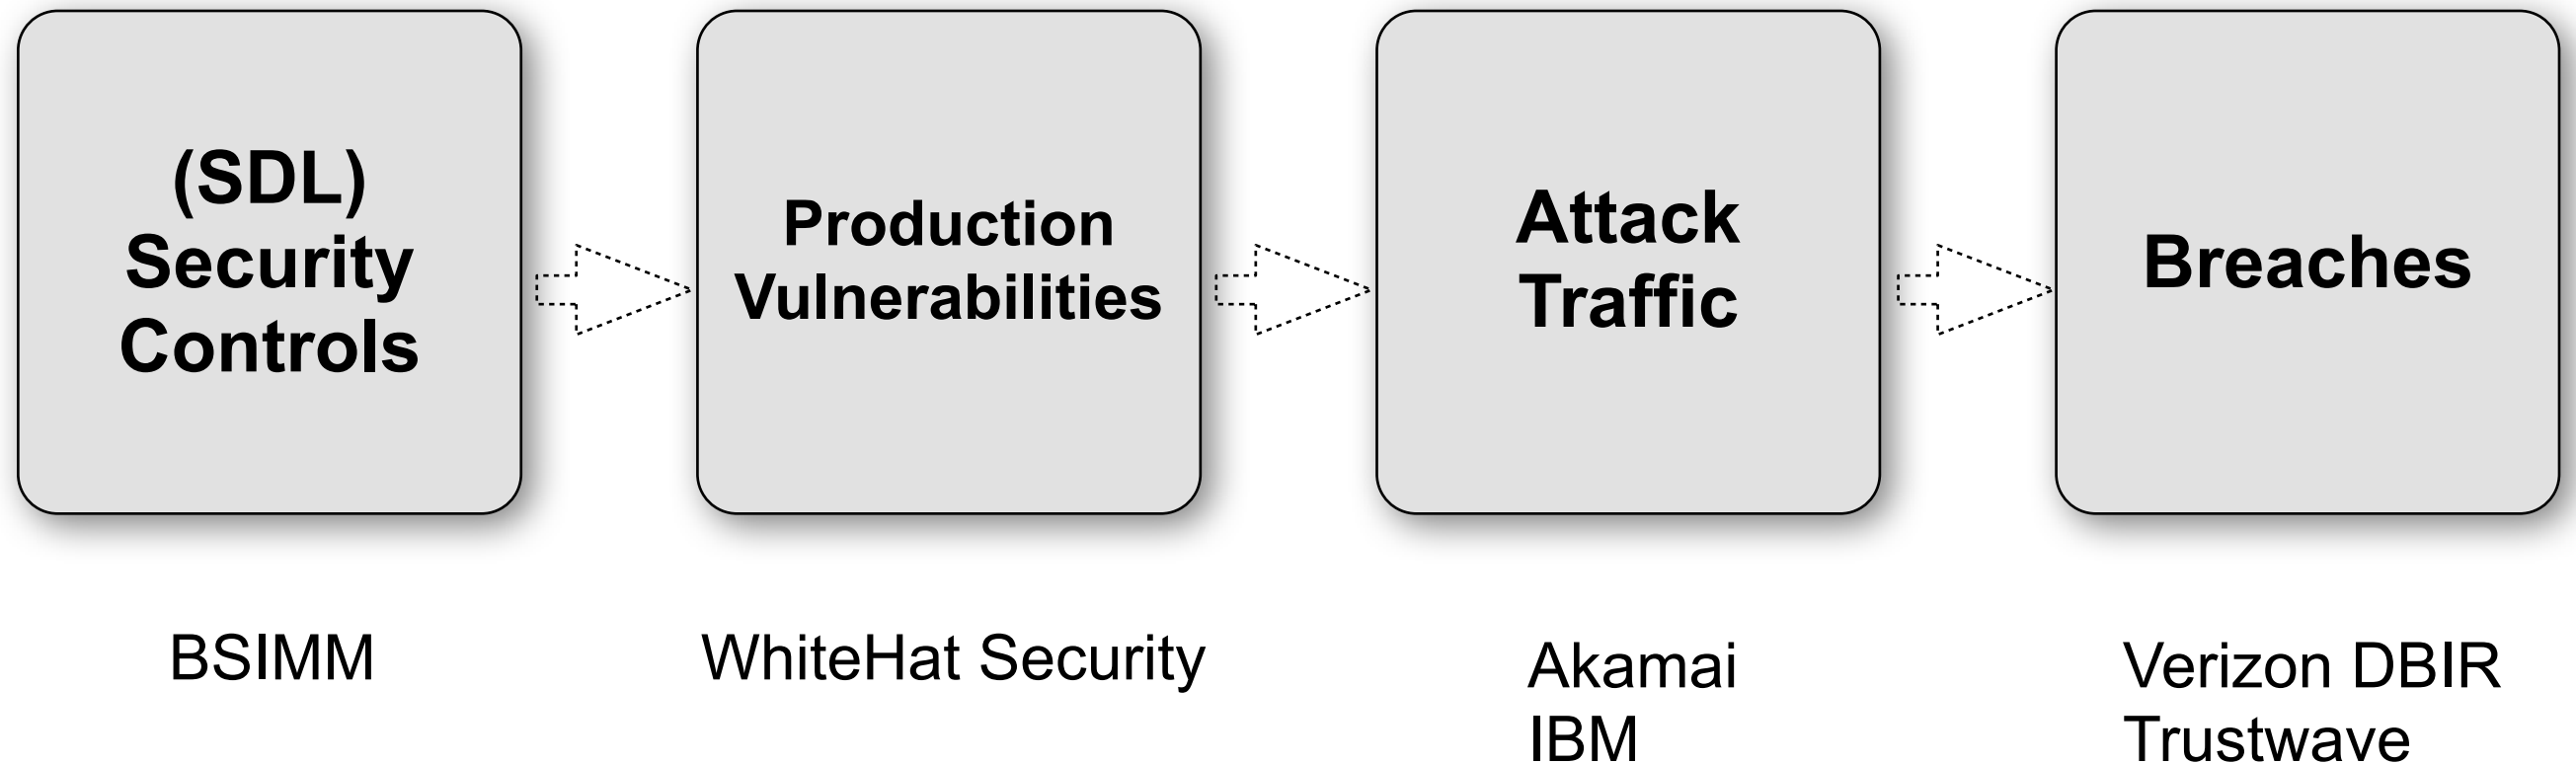 (SDL)
Security
Controls
Production
Vulnerabilities
Attack
Traffic
Breaches
BSIMM
WhiteHat Security
Akamai
IBM
Verizon DBIR
Trustwave